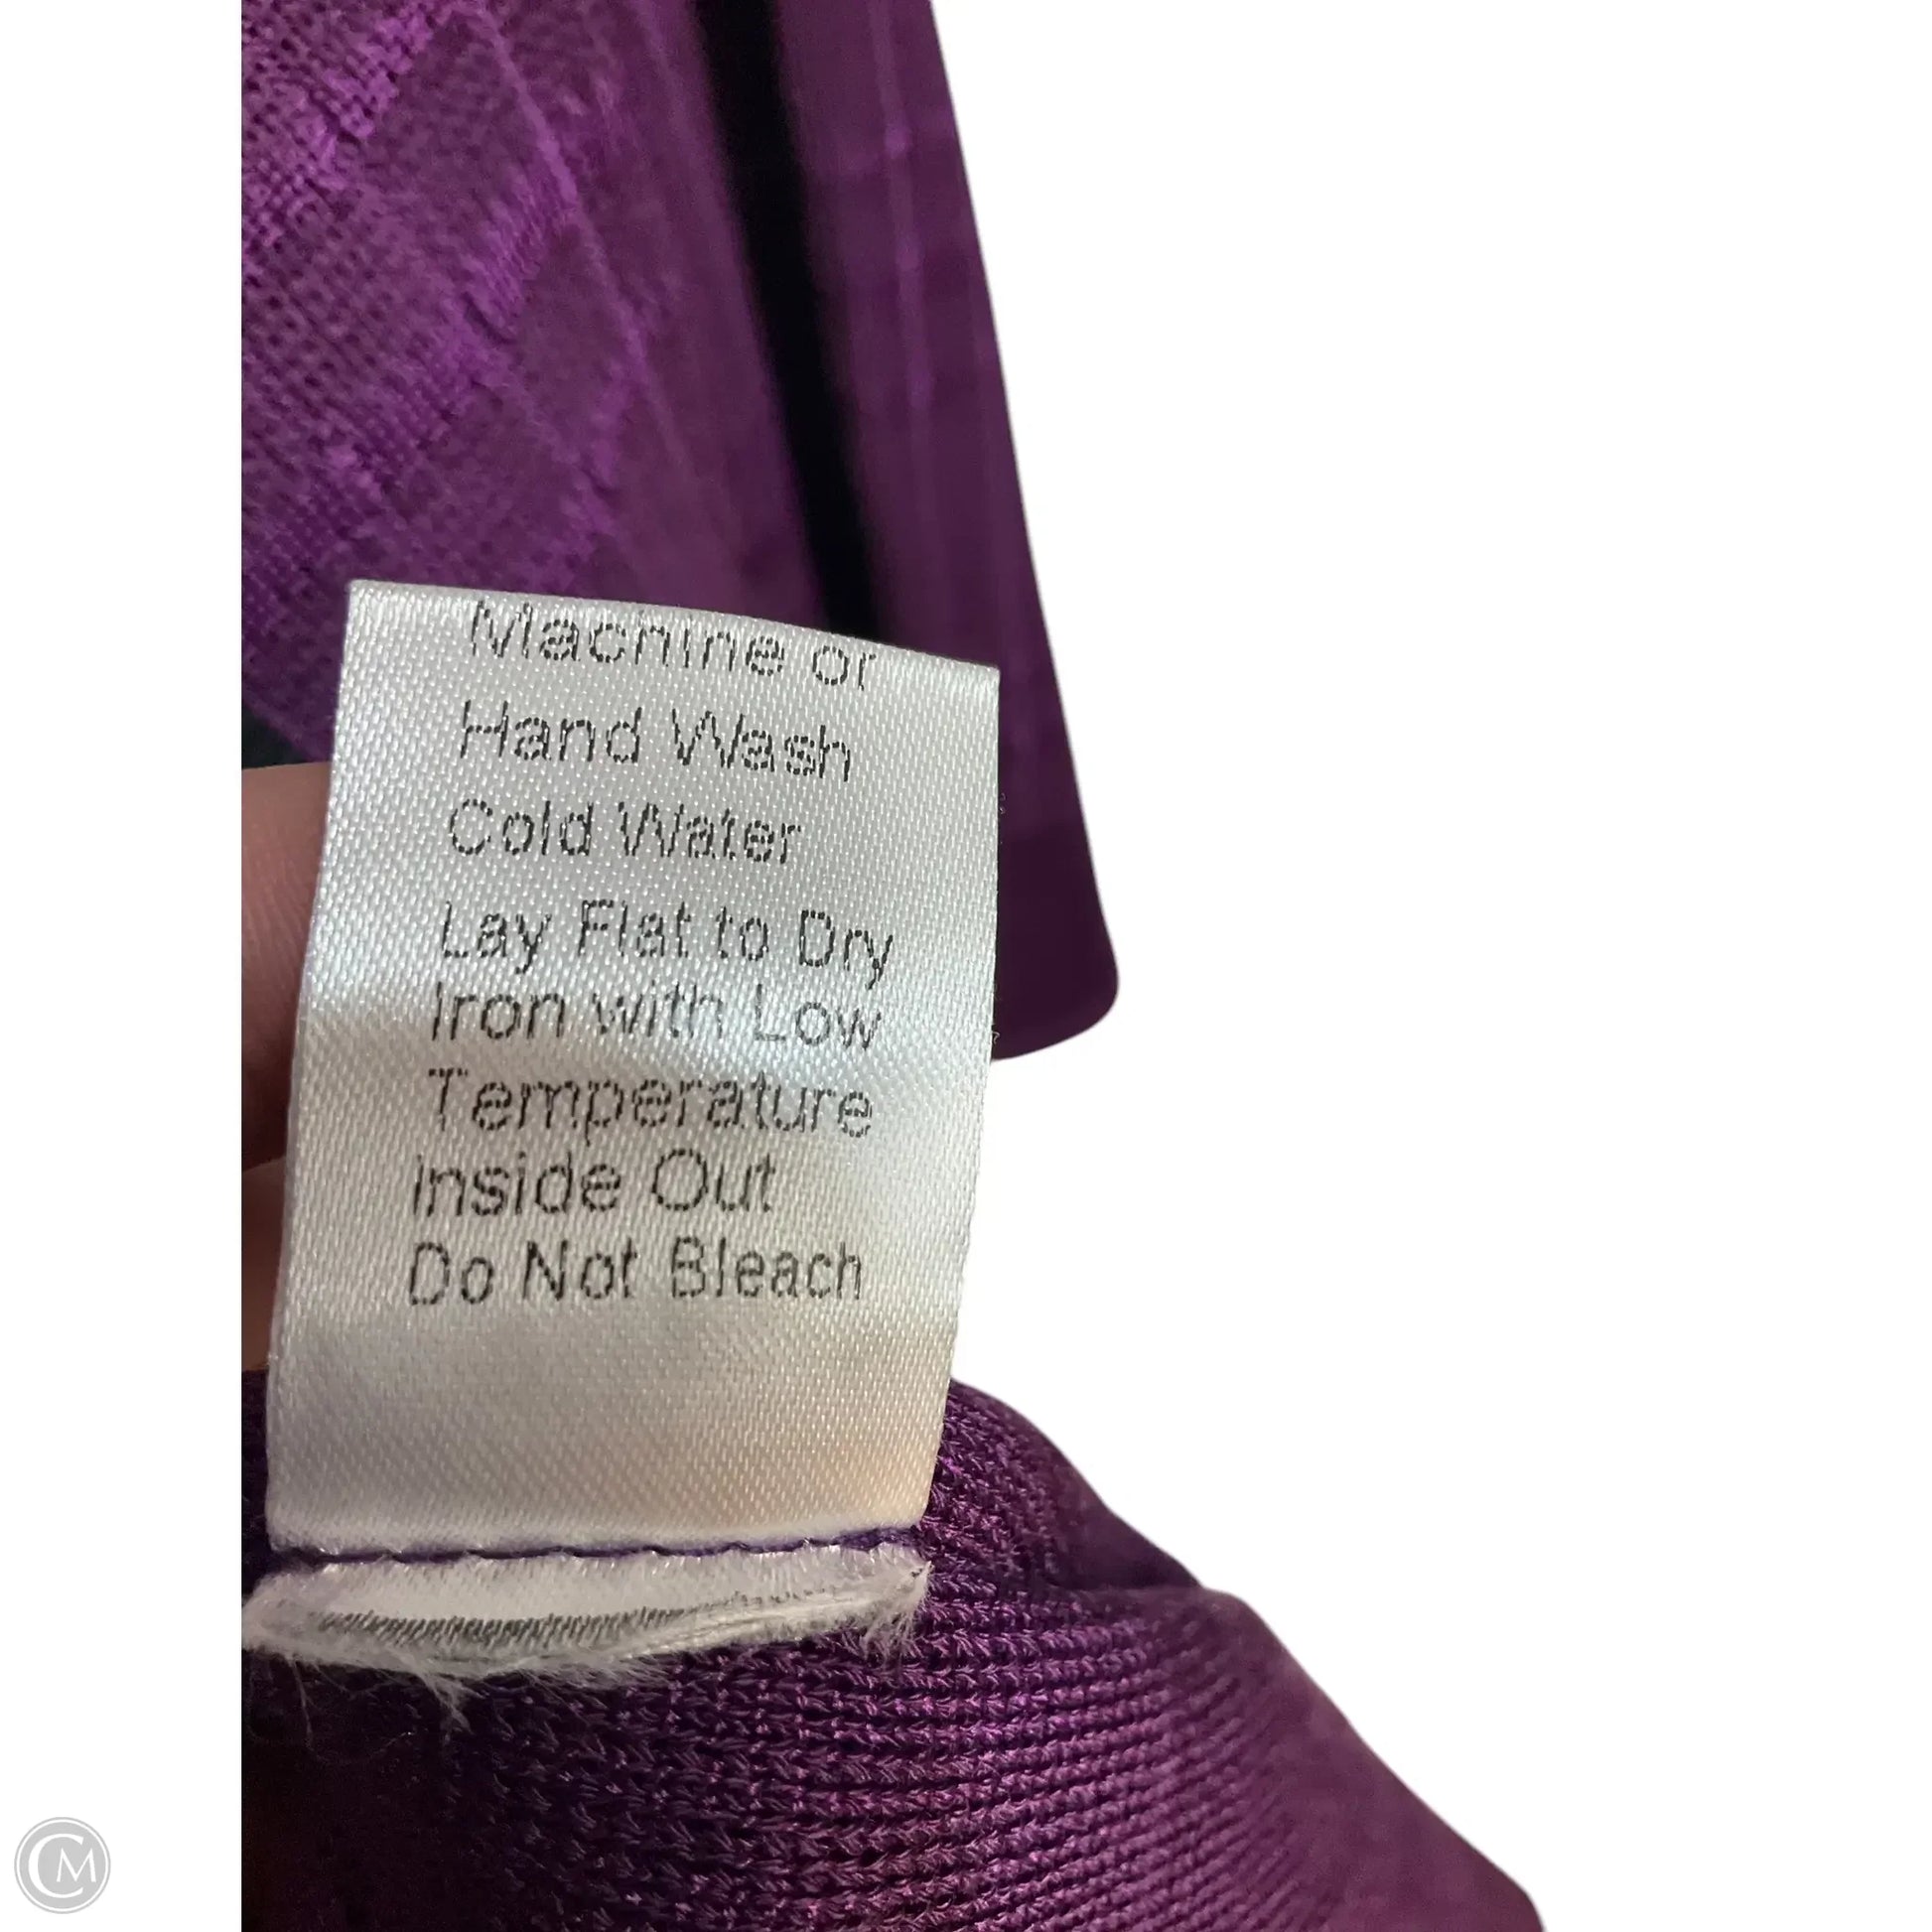 Machine or
Hand Wash
Cold Water
Lay Flat to Dry
Iron with Low
Temperature
Inside Out
Do Not Bleach
CM